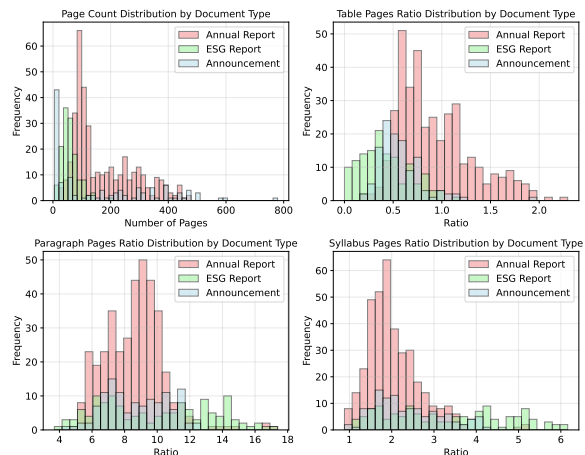 Page Count Distribution by Document Type
Frequency
60
50
40
30
20
10
0
Annual Report
ESG Report
Announcement
0 200 400 600 800
Number of Pages
Table Pages Ratio Distribution by Document Type
Frequency
50
40
30
20
10
0
Annual Report
ESG Report
Announcement
0.0 0.5 1.0 1.5 2.0
Ratio
Paragraph Pages Ratio Distribution by Document Type
Frequency
50
40
30
20
10
0
Annual Report
ESG Report
Announcement
4 6 8 10 12 14 16 18
Ratio
Syllabus Pages Ratio Distribution by Document Type
Frequency
60
50
40
30
20
10
0
Annual Report
ESG Report
Announcement
1 2 3 4 5 6
Ratio